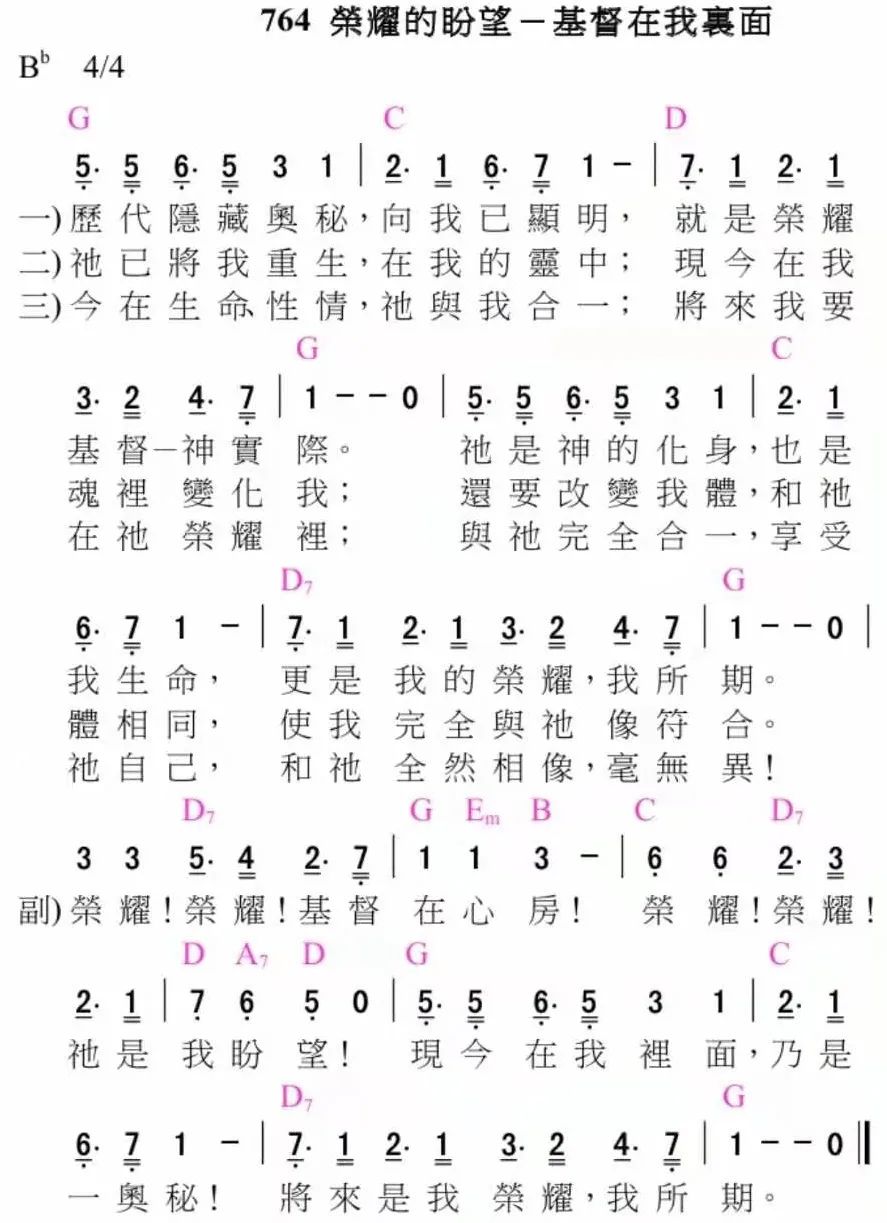 764 榮耀的盼望－基督在我裏面
Bb 4/4
G C D
5· 5 6· 5 3 1 | 2· 1 6· 7 1 － | 7· 1 2· 1
一)歷代隱藏奧秘，向我已顯明， 就是榮耀
二)祂已將我重生，在我的靈中； 現今在我
三)今在生命、性情，祂與我合一； 將來我要
G C
3· 2 4· 7 | 1 － － 0 | 5· 5 6· 5 3 1 | 2· 1
基督－神實際。 祂是神的化身，也是
魂裡變化我； 還要改變我體，和祂
在祂榮耀裡； 與祂完全合一，享受
D7 G
6· 7 1 － | 7· 1 2· 1 3· 2 4· 7 | 1 － － 0 |
我生命， 更是我的榮耀，我所期。
體相同， 使我完全與祂像符合。
祂自己， 和祂全然相像，毫無異！
D7 G Em B C D7
3 3 5· 4 2· 7 | 1 1 3 － | 6 6 2· 3
副)榮耀！榮耀！基督在心房！ 榮耀！榮耀！
D A7 D G C
2· 1 | 7 6 5 0 | 5· 5 6· 5 3 1 | 2· 1
祂是我盼望！ 現今在我裡面，乃是
D7 G
6· 7 1 － | 7· 1 2· 1 3· 2 4· 7 | 1 － － 0 ‖
一奧秘！ 將來是我榮耀，我所期。